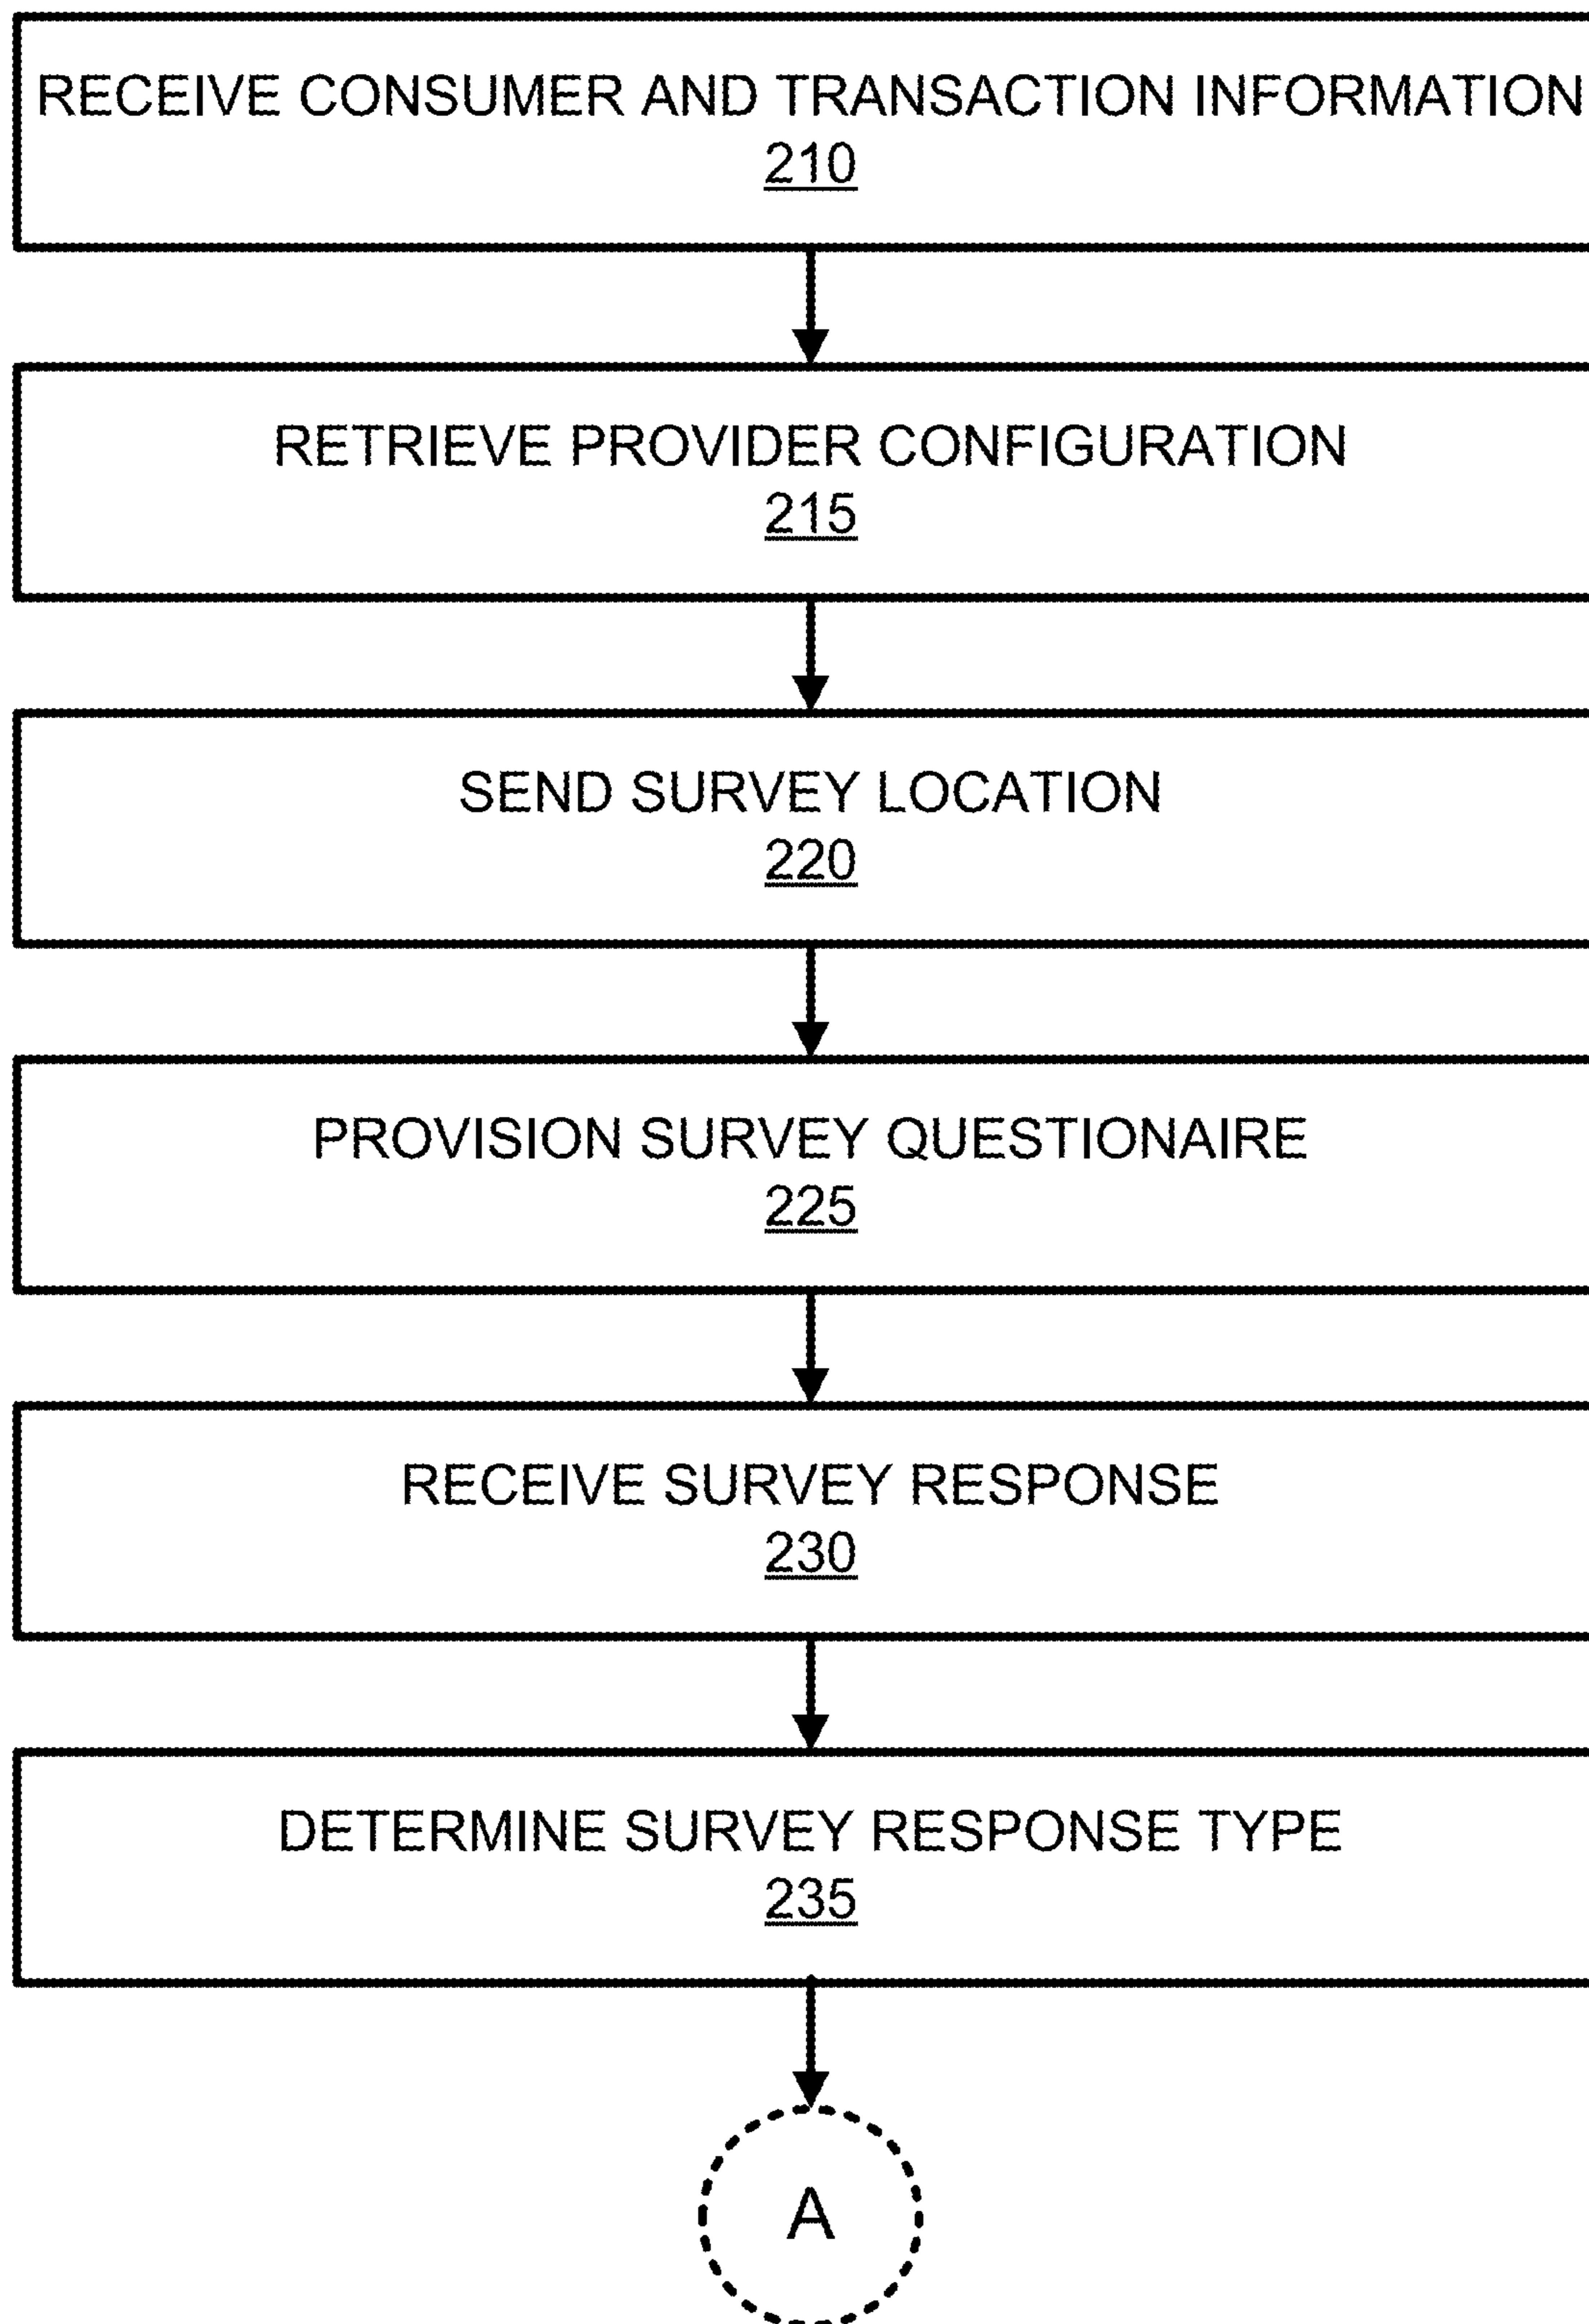 RECEIVE CONSUMER AND TRANSACTION INFORMATION
210
RETRIEVE PROVIDER CONFIGURATION
215
SEND SURVEY LOCATION
220
PROVISION SURVEY QUESTIONAIRE
225
RECEIVE SURVEY RESPONSE
230
DETERMINE SURVEY RESPONSE TYPE
235
A